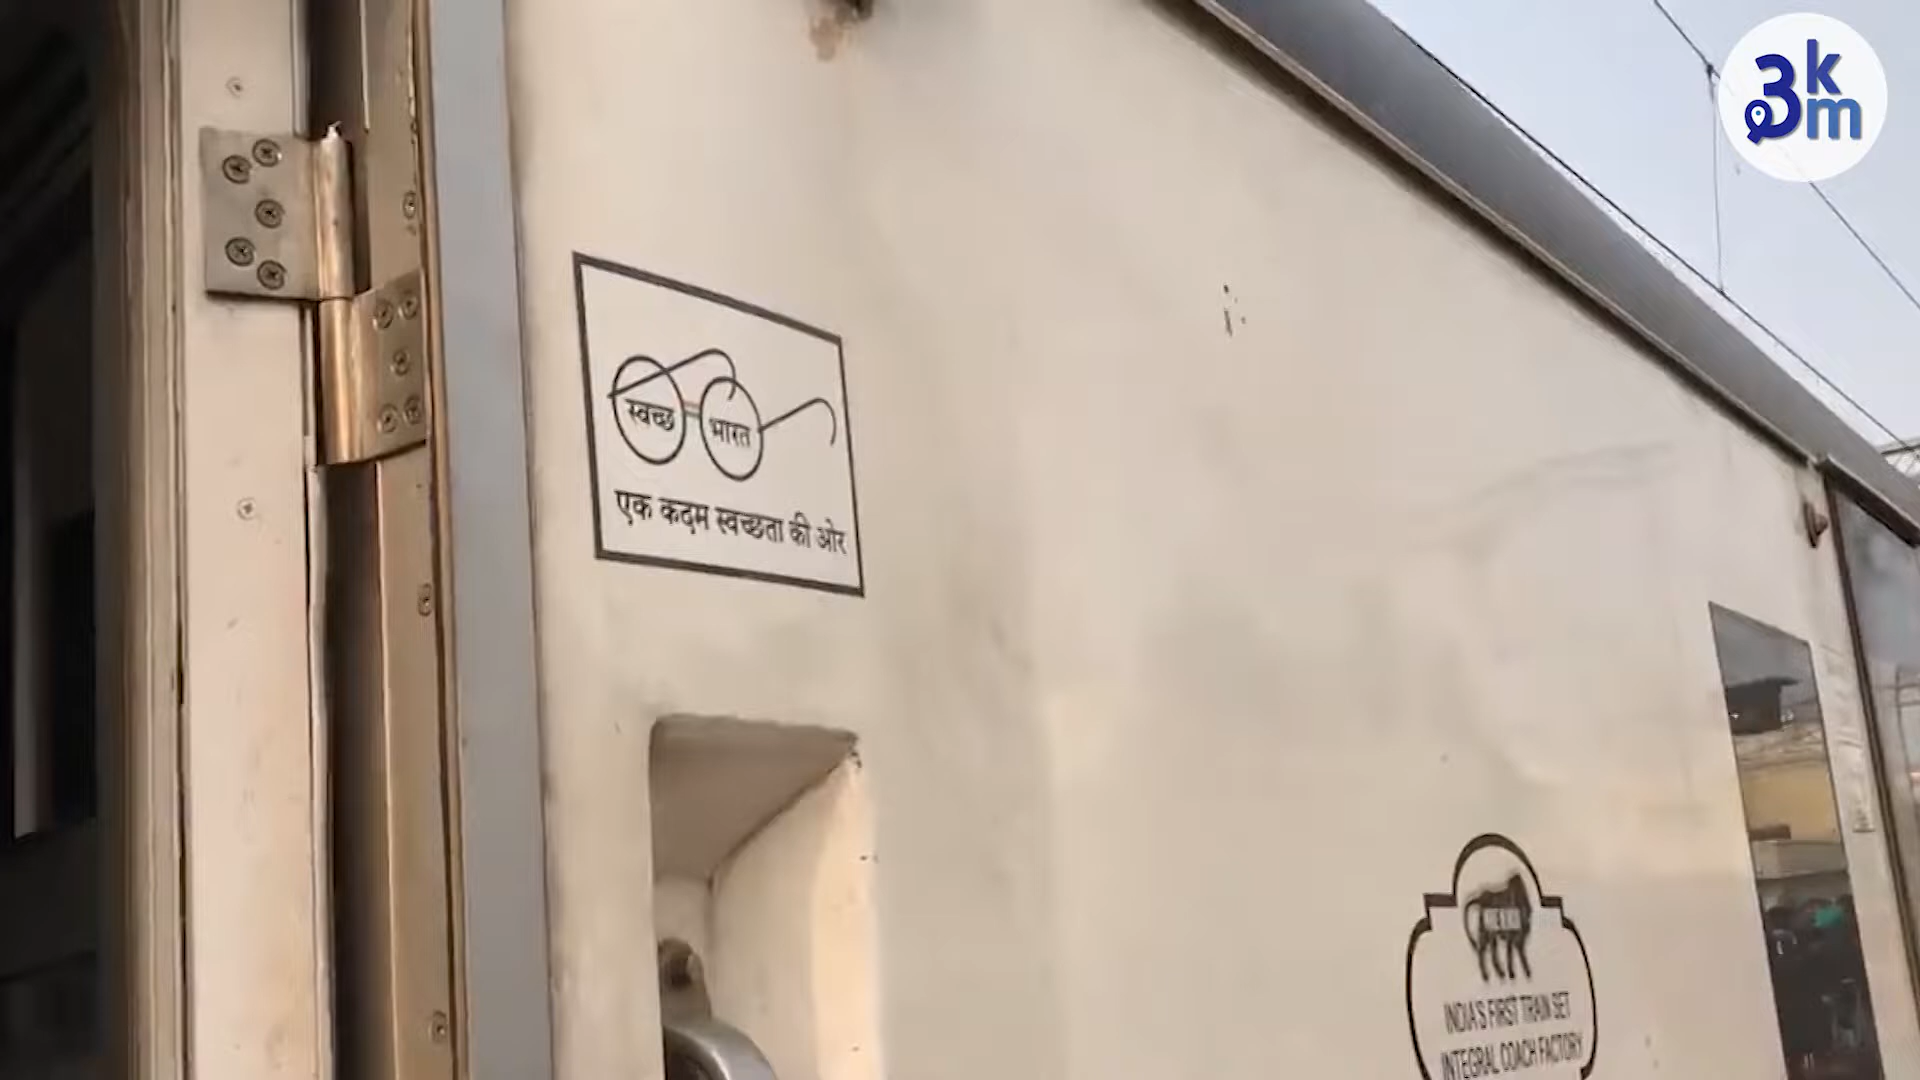 3km
स्वच्छ भारत
एक कदम स्वच्छता की ओर
INDIA'S FIRST TRAIN SET
INTEGRAL COACH FACTORY